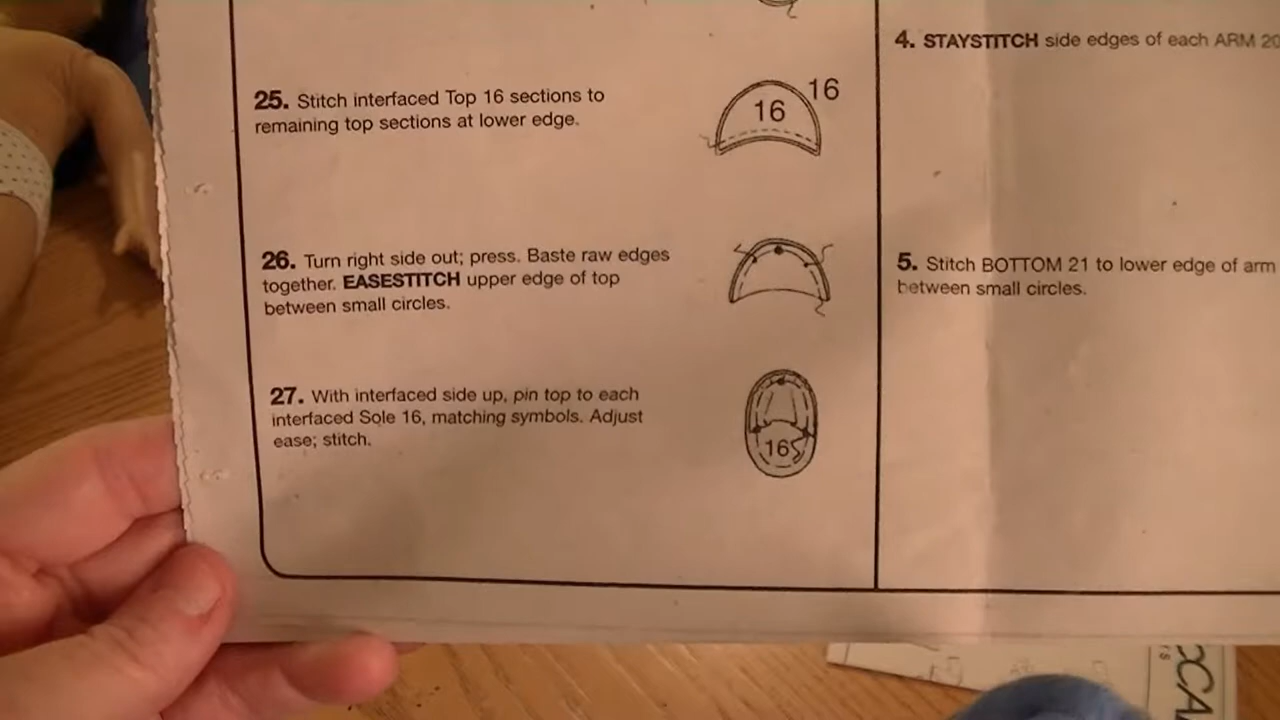 25. Stitch interfaced Top 16 sections to
remaining top sections at lower edge.
16
16
26. Turn right side out; press. Baste raw edges
together. EASESTITCH upper edge of top
between small circles.
27. With interfaced side up, pin top to each
interfaced Sole 16, matching symbols. Adjust
ease; stitch.
16
4. STAYSTITCH side edges of each ARM 20
5. Stitch BOTTOM 21 to lower edge of arm
between small circles.